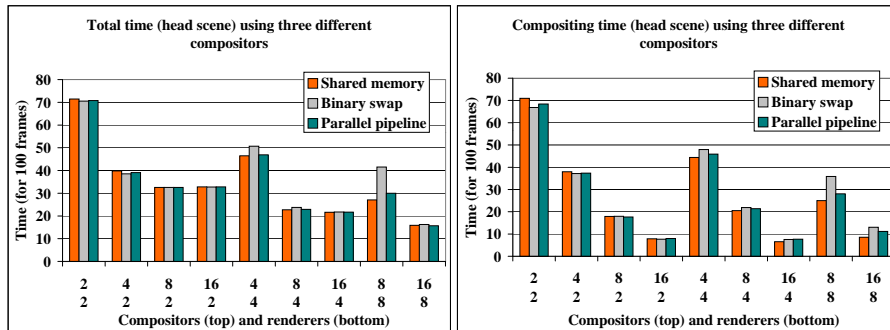 Total time (head scene) using three different
compositors
80
70
60
50
40
30
20
10
0
Time (for 100 frames)
Shared memory
Binary swap
Parallel pipeline
2 4 8 16 4 8 16 8 16
2 2 2 2 4 4 4 8 8
Compositors (top) and renderers (bottom)
Compositing time (head scene) using three different
compositors
80
70
60
50
40
30
20
10
0
Time (for 100 frames)
Shared memory
Binary swap
Parallel pipeline
2 4 8 16 4 8 16 8 16
2 2 2 2 4 4 4 8 8
Compositors (top) and renderers (bottom)